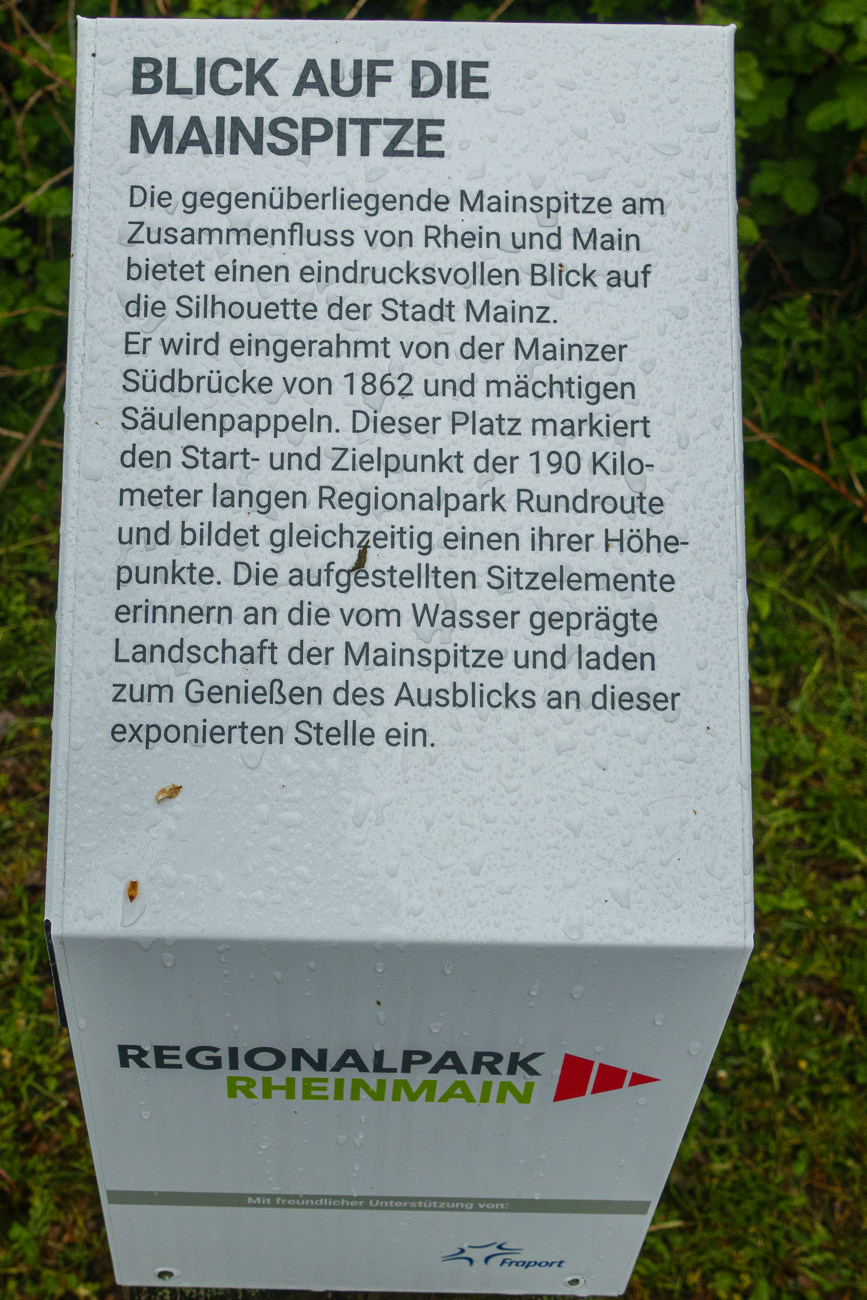 BLICK AUF DIE
MAINSPITZE
Die gegenüberliegende Mainspitze am
Zusammenfluss von Rhein und Main
bietet einen eindrucksvollen Blick auf
die Silhouette der Stadt Mainz.
Er wird eingerahmt von der Mainzer
Südbrücke von 1862 und mächtigen
Säulenpappeln. Dieser Platz markiert
den Start- und Zielpunkt der 190 Kilo-
meter langen Regionalpark Rundroute
und bildet gleichzeitig einen ihrer Höhe-
punkte. Die aufgestellten Sitzelemente
erinnern an die vom Wasser geprägte
Landschaft der Mainspitze und laden
zum Genießen des Ausblicks an dieser
exponierten Stelle ein.
REGIONALPARK
RHEINMAIN
Mit freundlicher Unterstützung von:
Fraport